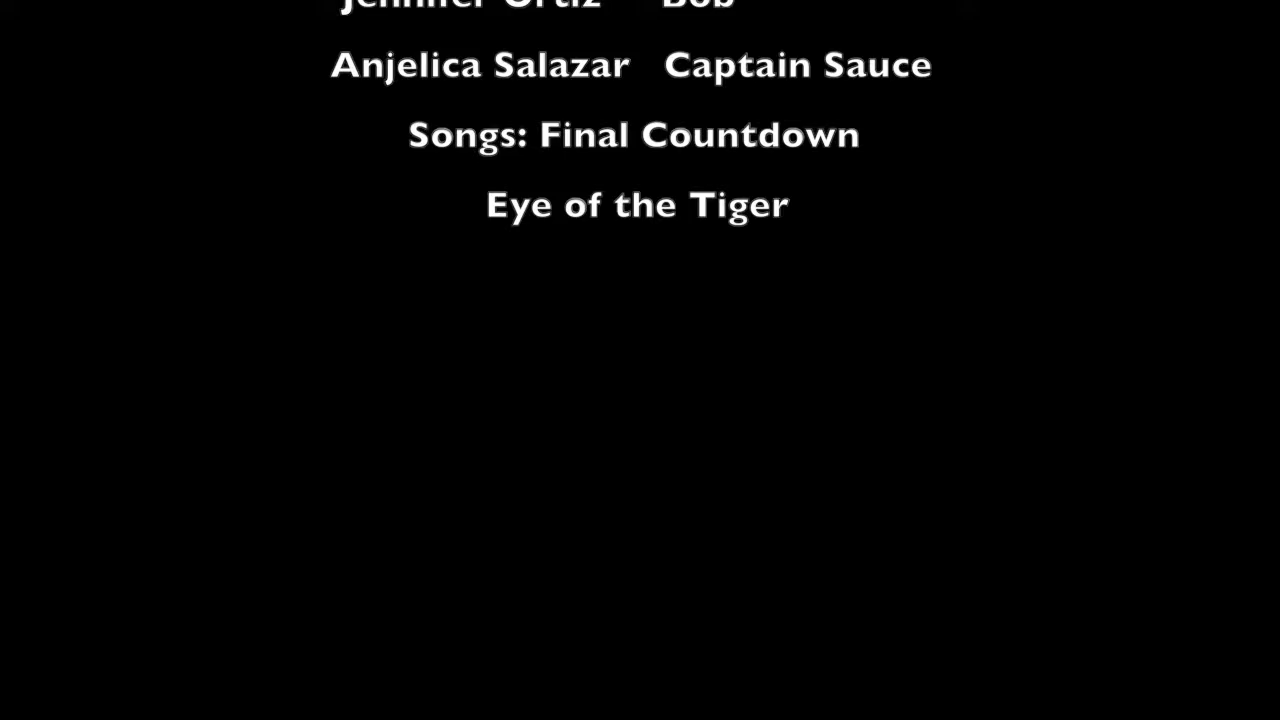 Jennifer Ortiz Bob
Anjelica Salazar Captain Sauce
Songs: Final Countdown
Eye of the Tiger